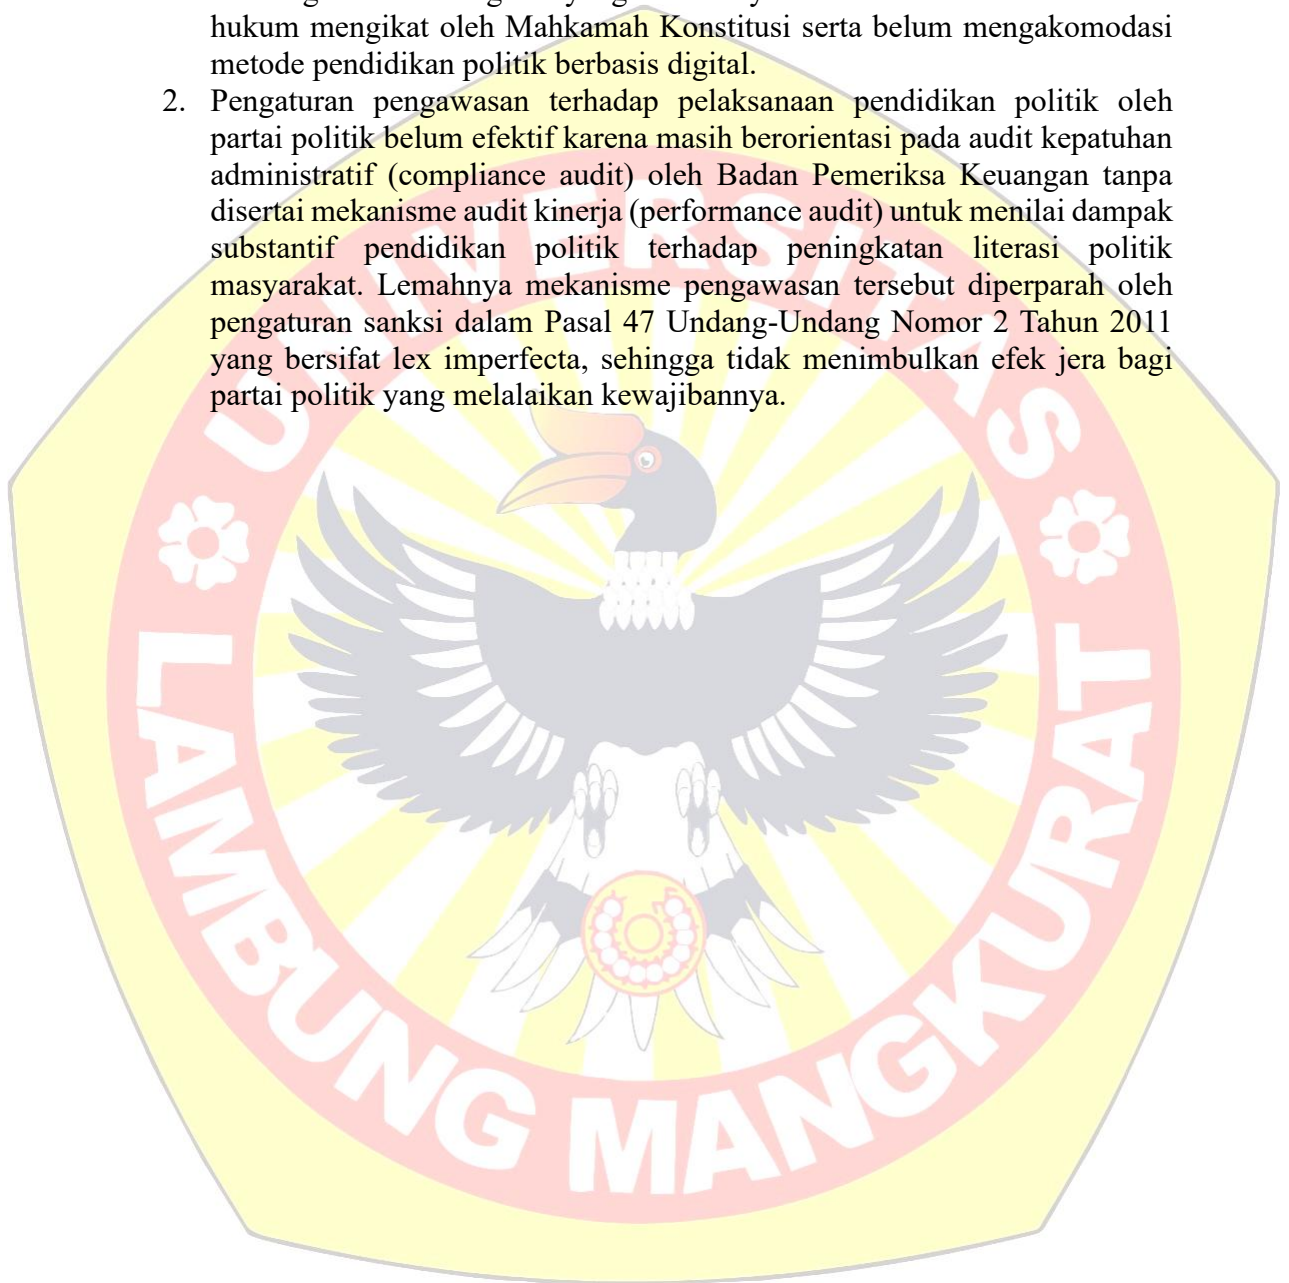 hukum mengikat oleh Mahkamah Konstitusi serta belum mengakomodasi
metode pendidikan politik berbasis digital.
2. Pengaturan pengawasan terhadap pelaksanaan pendidikan politik oleh
partai politik belum efektif karena masih berorientasi pada audit kepatuhan
administratif (compliance audit) oleh Badan Pemeriksa Keuangan tanpa
disertai mekanisme audit kinerja (performance audit) untuk menilai dampak
substantif pendidikan politik terhadap peningkatan literasi politik
masyarakat. Lemahnya mekanisme pengawasan tersebut diperparah oleh
pengaturan sanksi dalam Pasal 47 Undang-Undang Nomor 2 Tahun 2011
yang bersifat lex imperfecta, sehingga tidak menimbulkan efek jera bagi
partai politik yang melalaikan kewajibannya.
UNIVERSITAS
LAMBUNG MANGKURAT